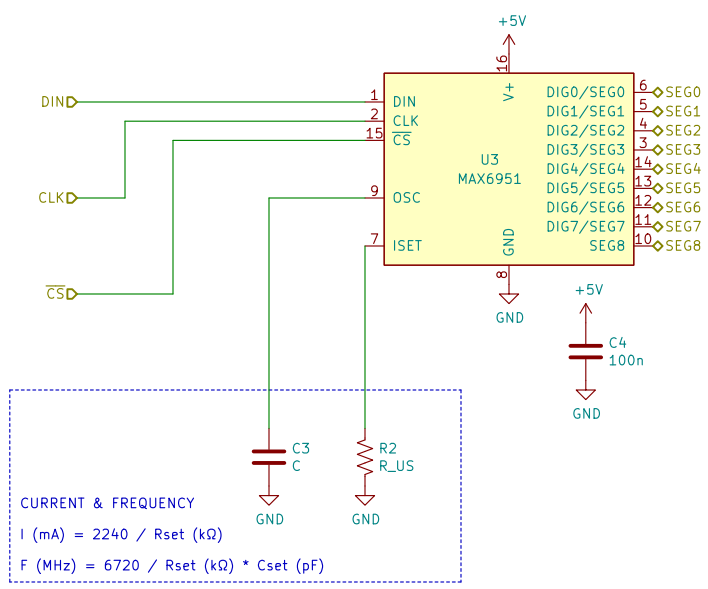 +5V
16
V+
DIN
1
DIN
2
CLK
15
CS
CLK
9
OSC
7
ISET
CS
U3
MAX6951
GND
8
GND
DIG0/SEG0
6
SEG0
DIG1/SEG1
5
SEG1
DIG2/SEG2
4
SEG2
DIG3/SEG3
3
SEG3
DIG4/SEG4
14
SEG4
DIG5/SEG5
13
SEG5
DIG6/SEG6
12
SEG6
DIG7/SEG7
11
SEG7
SEG8
10
SEG8
+5V
C4
100n
GND
C3
C
GND
R2
R_US
GND
CURRENT & FREQUENCY
I (mA) = 2240 / Rset (kΩ)
F (MHz) = 6720 / Rset (kΩ) * Cset (pF)